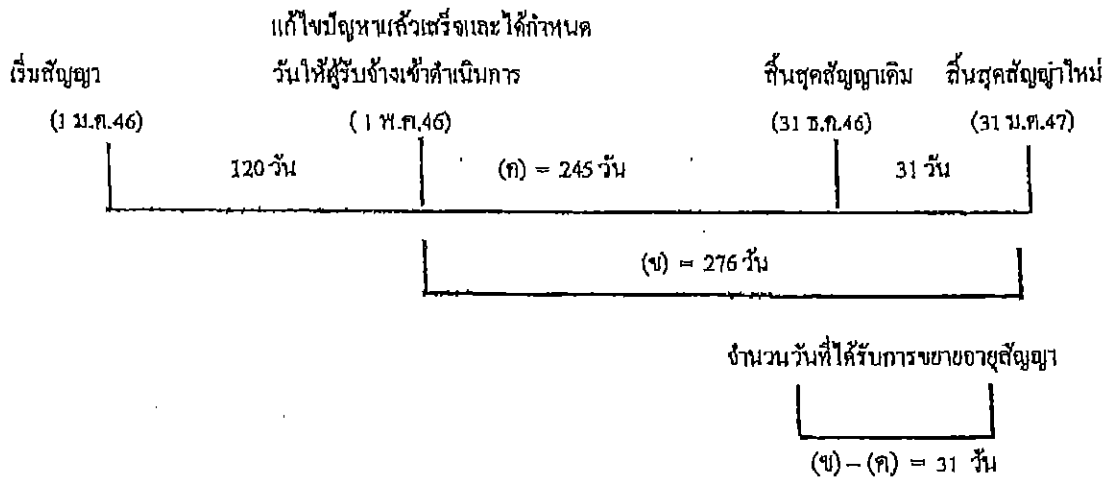 แก้ไขปัญหาแล้วเสร็จและได้กำหนด
เริ่มสัญญา วันให้ผู้รับจ้างเข้าดำเนินการ สิ้นสุดสัญญาเดิม สิ้นสุดสัญญาใหม่
(1 ม.ค.46) (1 พ.ค.46) (31 ธ.ค.46) (31 ม.ค.47)
120 วัน (ค) = 245 วัน 31 วัน
(ข) = 276 วัน
จำนวนวันที่ได้รับการขยายอายุสัญญา
(ข) – (ค) = 31 วัน